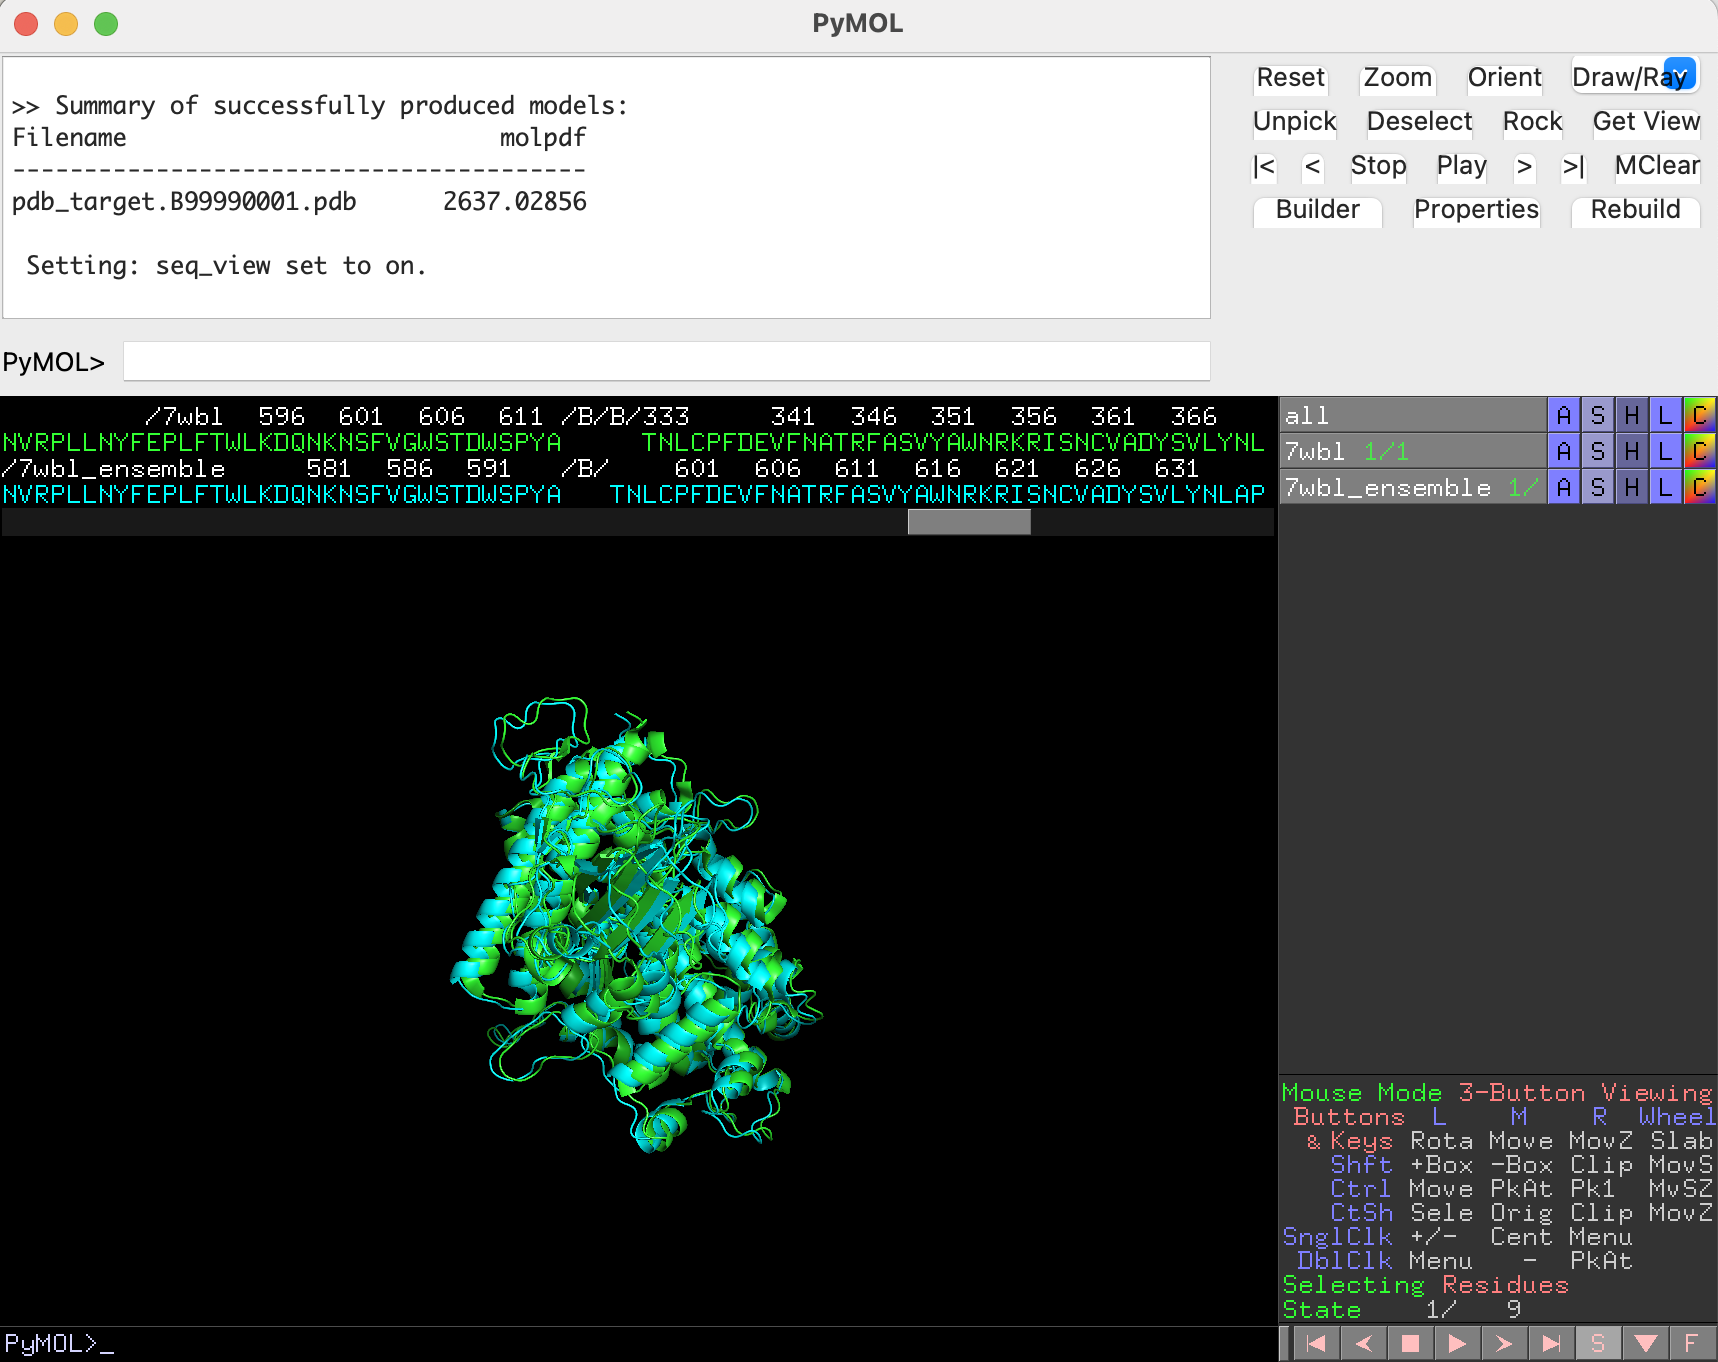 PyMOL
>> Summary of successfully produced models:
Filename molpdf
----------------------------------------
pdb_target.B99990001.pdb 2637.02856
Setting: seq_view set to on.
PyMOL>
Reset Zoom Orient Draw/Ray
Unpick Deselect Rock Get View
|< < Stop Play > >| MClear
Builder Properties Rebuild
/7wbl 596 601 606 611 /B/B/333 341 346 351 356 361 366
NVRPLLNYFEPLFTWLKDQNKNSFVGWSTDWSPYA TNLCPFDEVFNATRFASVYAWNRKRISNCVADYSVLYNL
/7wbl_ensemble 581 586 591 /B/ 601 606 611 616 621 626 631
NVRPLLNYFEPLFTWLKDQNKNSFVGWSTDWSPYA TNLCPFDEVFNATRFASVYAWNRKRISNCVADYSVLYNLAP
all A S H L C
7wbl 1/1 A S H L C
7wbl_ensemble 1/ A S H L C
Mouse Mode 3-Button Viewing
Buttons L M R Wheel
& Keys Rota Move MovZ Slab
Shft +Box -Box Clip MovS
Ctrl Move PkAt Pk1 MvSZ
CtSh Sele Orig Clip MovZ
SnglClk +/- Cent Menu
DblClk Menu - PkAt
Selecting Residues
State 1/ 9
PyMOL>_
S F